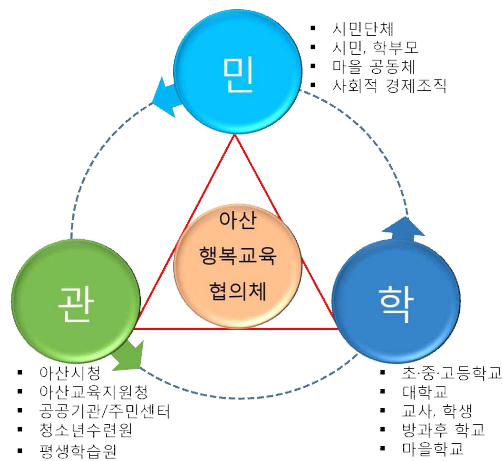 민
▪ 시민단체
▪ 시민, 학부모
▪ 마을 공동체
▪ 사회적 경제조직
아산
행복교육
협의체
관
학
▪ 아산시청
▪ 아산교육지원청
▪ 공공기관/주민센터
▪ 청소년수련원
▪ 평생학습원
▪ 초·중·고등학교
▪ 대학교
▪ 교사, 학생
▪ 방과후 학교
▪ 마을학교